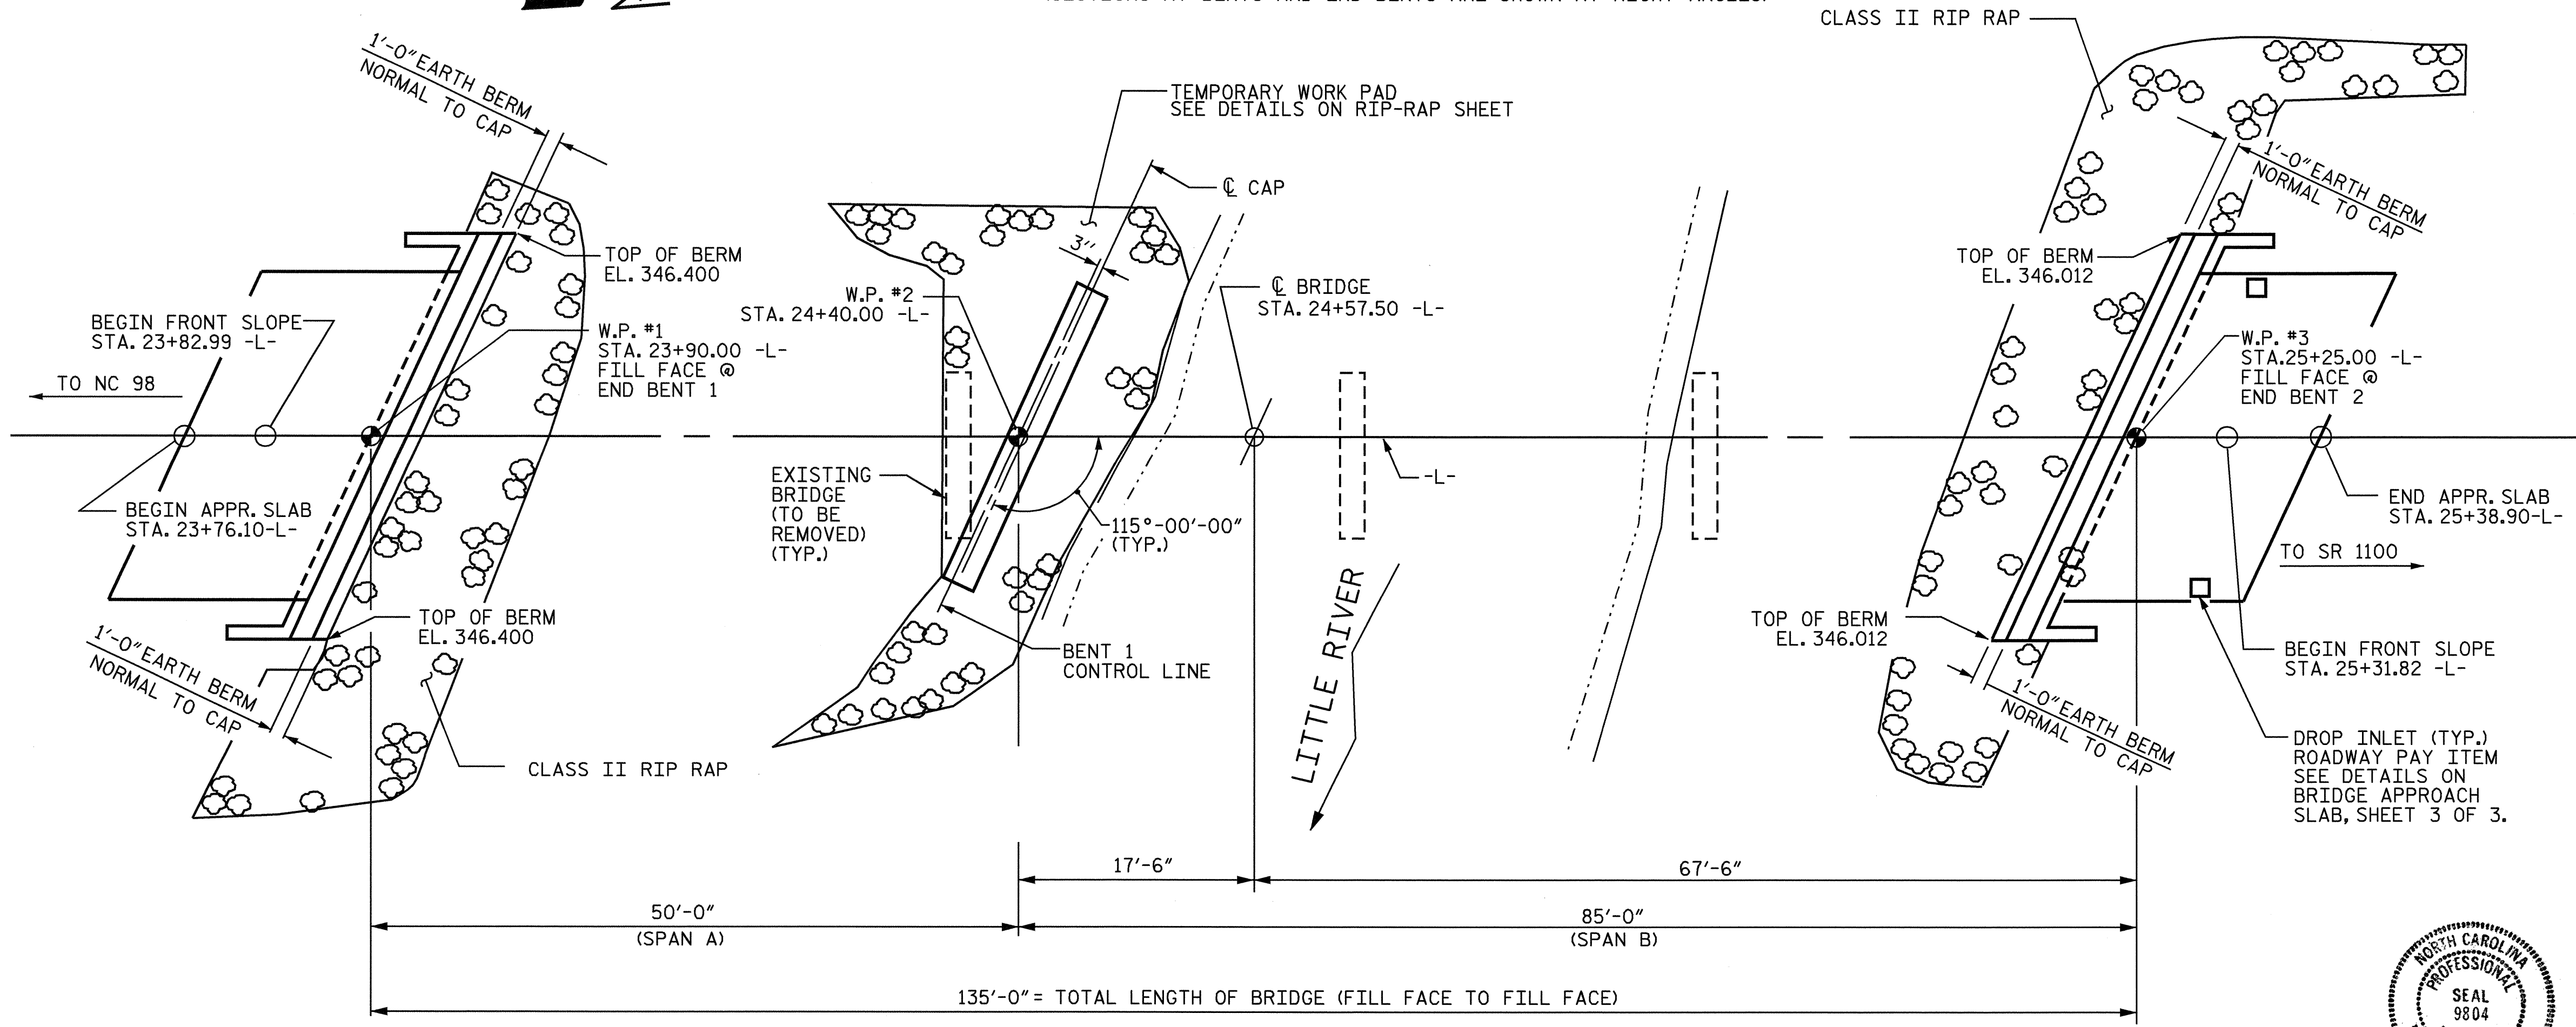 CLASS II RIP RAP
1'-0" EARTH BERM
NORMAL TO CAP
TEMPORARY WORK PAD
SEE DETAILS ON RIP-RAP SHEET
℄ CAP
3"
1'-0" EARTH BERM
NORMAL TO CAP
TOP OF BERM
EL. 346.400
TOP OF BERM
EL. 346.012
W.P. #2
STA. 24+40.00 -L-
℄ BRIDGE
STA. 24+57.50 -L-
BEGIN FRONT SLOPE
STA. 23+82.99 -L-
W.P. #1
STA. 23+90.00 -L-
FILL FACE @
END BENT 1
W.P. #3
STA.25+25.00 -L-
FILL FACE @
END BENT 2
TO NC 98
BEGIN APPR. SLAB
STA. 23+76.10-L-
EXISTING
BRIDGE
(TO BE
REMOVED)
(TYP.)
115°-00'-00"
(TYP.)
-L-
END APPR. SLAB
STA. 25+38.90-L-
TO SR 1100
TOP OF BERM
EL. 346.400
1'-0" EARTH BERM
NORMAL TO CAP
BENT 1
CONTROL LINE
LITTLE RIVER
TOP OF BERM
EL. 346.012
1'-0" EARTH BERM
NORMAL TO CAP
BEGIN FRONT SLOPE
STA. 25+31.82 -L-
CLASS II RIP RAP
DROP INLET (TYP.)
ROADWAY PAY ITEM
SEE DETAILS ON
BRIDGE APPROACH
SLAB, SHEET 3 OF 3.
17'-6"
67'-6"
50'-0"
(SPAN A)
85'-0"
(SPAN B)
135'-0" = TOTAL LENGTH OF BRIDGE (FILL FACE TO FILL FACE)
NORTH CAROLINA
PROFESSIONAL
SEAL
9804